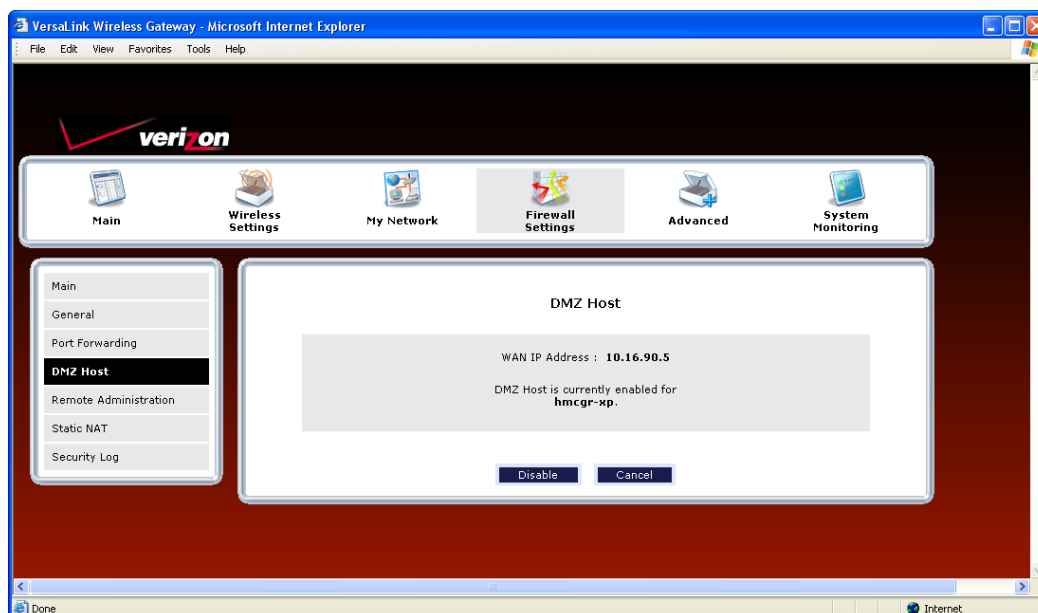 VersaLink Wireless Gateway - Microsoft Internet Explorer
File Edit View Favorites Tools Help
verizon
Main
Wireless
Settings
My Network
Firewall
Settings
Advanced
System
Monitoring
Main
General
Port Forwarding
DMZ Host
Remote Administration
Static NAT
Security Log
DMZ Host
WAN IP Address : 10.16.90.5
DMZ Host is currently enabled for
hmcgr-xp.
Disable Cancel
Done Internet